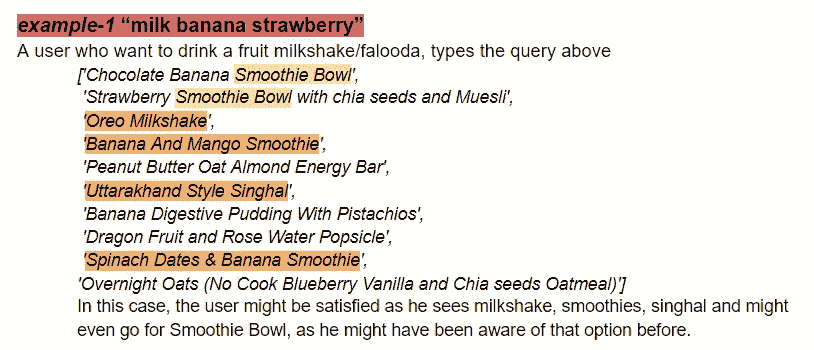 example-1 “milk banana strawberry”
A user who want to drink a fruit milkshake/falooda, types the query above
['Chocolate Banana Smoothie Bowl',
'Strawberry Smoothie Bowl with chia seeds and Muesli',
'Oreo Milkshake',
'Banana And Mango Smoothie',
'Peanut Butter Oat Almond Energy Bar',
'Uttarakhand Style Singhal',
'Banana Digestive Pudding With Pistachios',
'Dragon Fruit and Rose Water Popsicle',
'Spinach Dates & Banana Smoothie',
'Overnight Oats (No Cook Blueberry Vanilla and Chia seeds Oatmeal)']
In this case, the user might be satisfied as he sees milkshake, smoothies, singhal and might
even go for Smoothie Bowl, as he might have been aware of that option before.